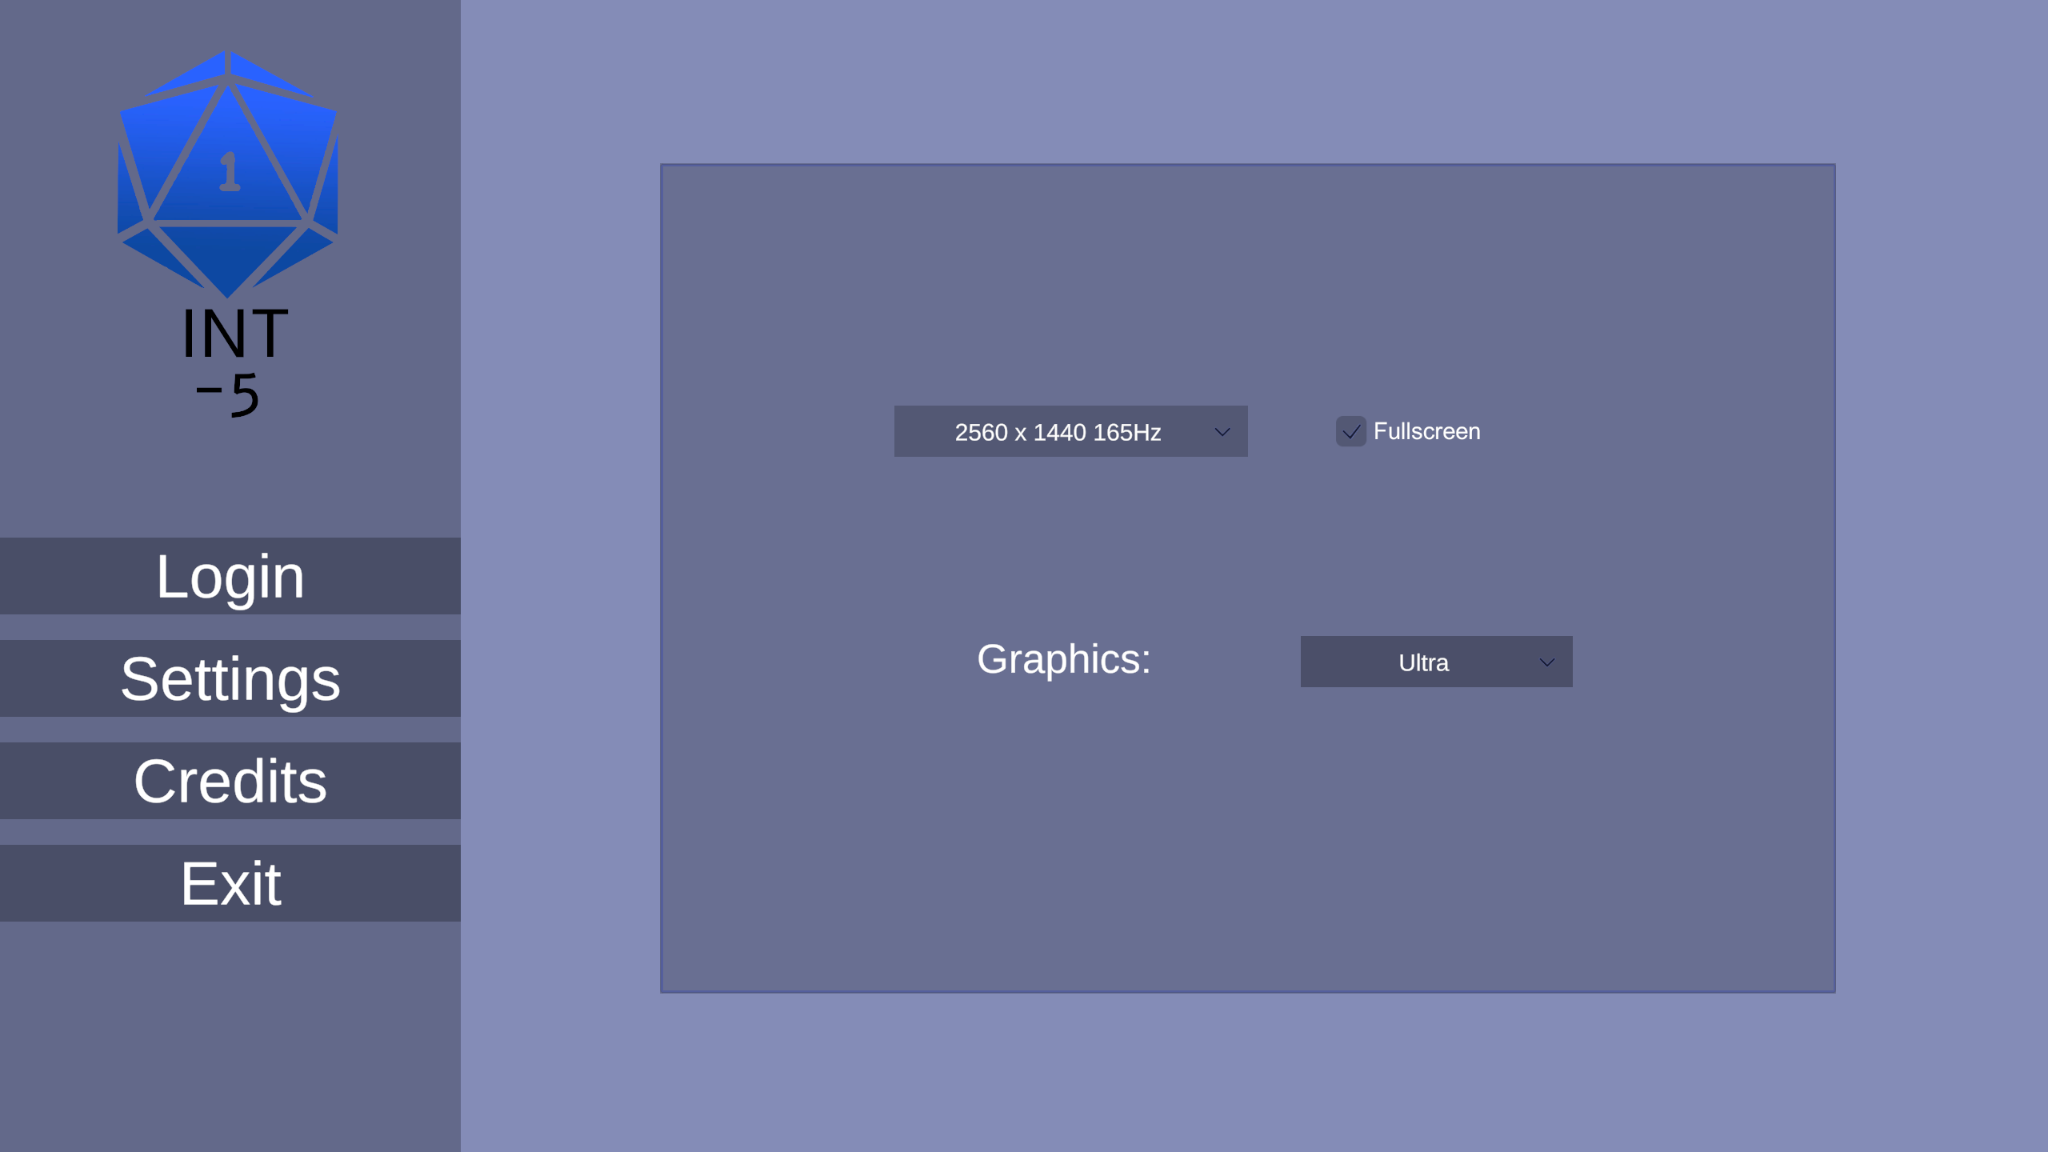 1
INT
-5
Login
Settings
Credits
Exit
2560 x 1440 165Hz
Fullscreen
Graphics:
Ultra